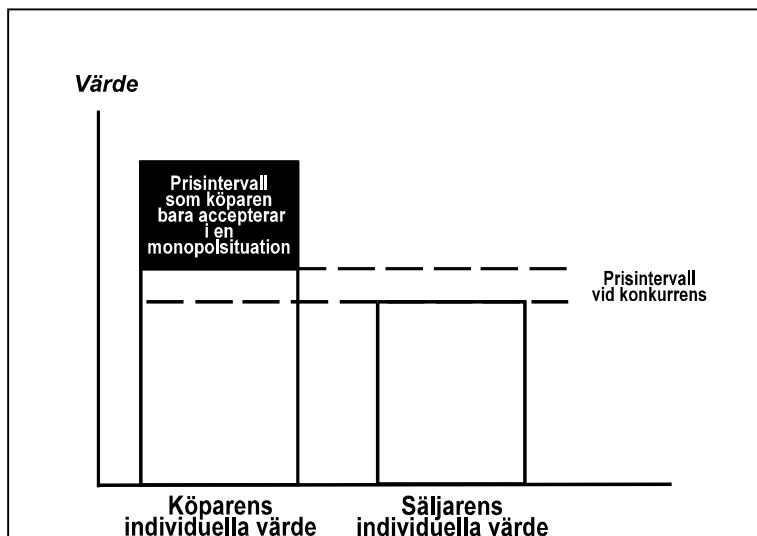 Värde
Prisintervall
som köparen
bara accepterar
i en
monopolsituation
Prisintervall
vid konkurrens
Köparens
individuella värde
Säljarens
individuella värde